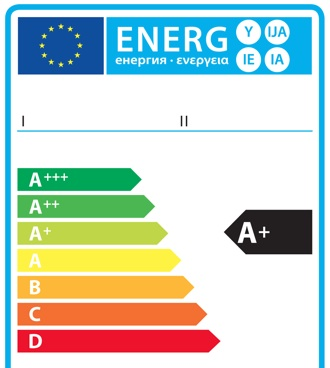 ENERG Y IJA
енергия · ενεργεια IE IA
I II
A+++
A++
A+ A+
A
B
C
D